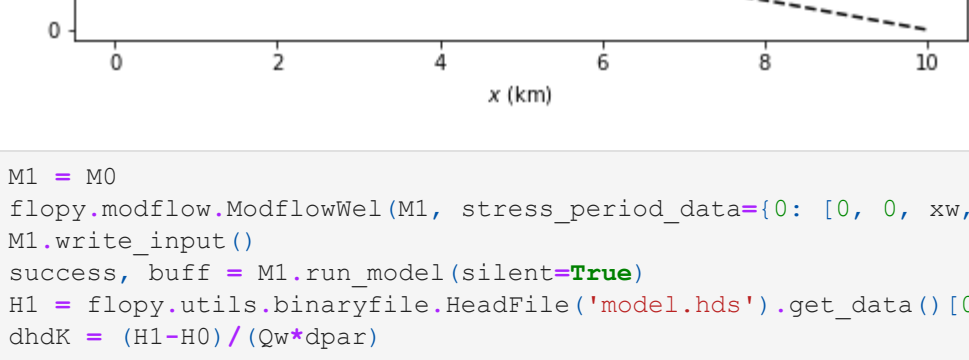 0
0 2 4 6 8 10
x (km)
M1 = M0
flopy.modflow.ModflowWel(M1, stress_period_data={0: [0, 0, xw,
M1.write_input()
success, buff = M1.run_model(silent=True)
H1 = flopy.utils.binaryfile.HeadFile('model.hds').get_data()[0
dhdK = (H1-H0)/(Qw*dpar)